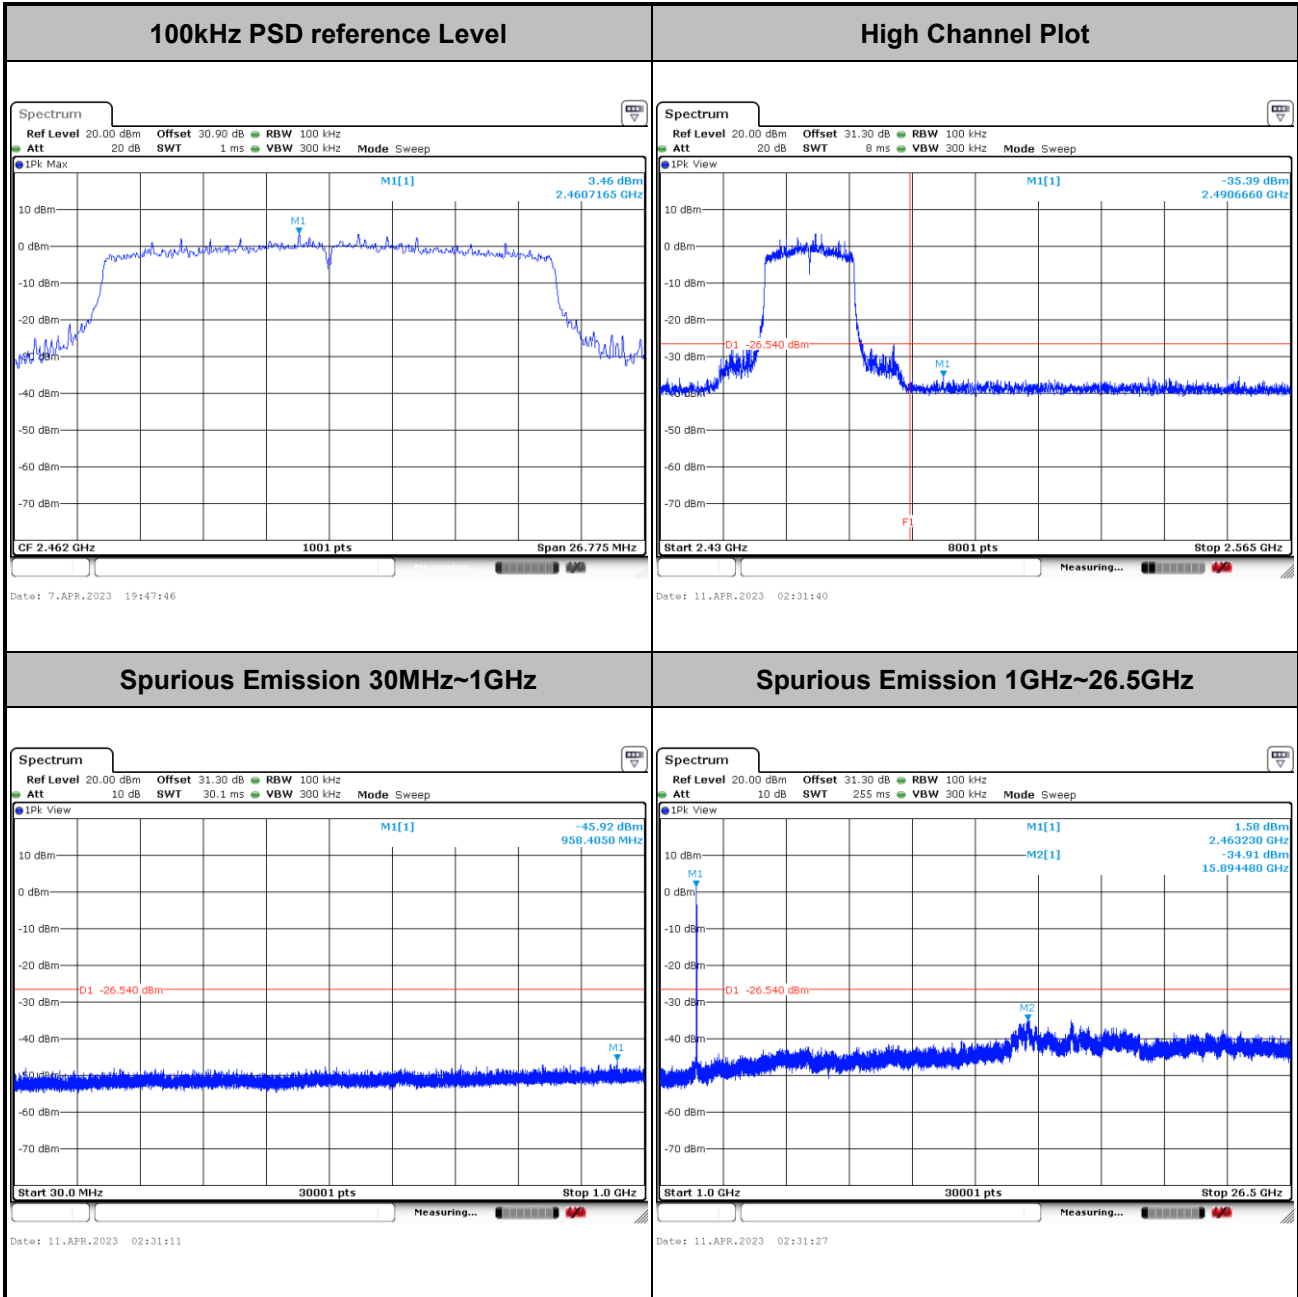 100kHz PSD reference Level
Spectrum
Ref Level 20.00 dBm Offset 30.90 dB RBW 100 kHz
Att 20 dB SWT 1 ms VBW 300 kHz Mode Sweep
1Pk Max
M1[1] 3.46 dBm
2.4607165 GHz
10 dBm
M1
0 dBm
-10 dBm
-20 dBm
-30 dBm
-40 dBm
-50 dBm
-60 dBm
-70 dBm
CF 2.462 GHz 1001 pts Span 26.775 MHz
Measuring...
Date: 7.APR.2023 19:47:46
High Channel Plot
Spectrum
Ref Level 20.00 dBm Offset 31.30 dB RBW 100 kHz
Att 20 dB SWT 8 ms VBW 300 kHz Mode Sweep
1Pk View
M1[1] -35.39 dBm
2.4906660 GHz
10 dBm
0 dBm
-10 dBm
-20 dBm
D1 -26.540 dBm
-30 dBm
M1
-40 dBm
-50 dBm
-60 dBm
-70 dBm
F1
Start 2.43 GHz 8001 pts Stop 2.565 GHz
Measuring...
Date: 11.APR.2023 02:31:40
Spurious Emission 30MHz~1GHz
Spectrum
Ref Level 20.00 dBm Offset 31.30 dB RBW 100 kHz
Att 10 dB SWT 30.1 ms VBW 300 kHz Mode Sweep
1Pk View
M1[1] -45.92 dBm
958.4050 MHz
10 dBm
0 dBm
-10 dBm
-20 dBm
D1 -26.540 dBm
-30 dBm
-40 dBm
M1
-50 dBm
-60 dBm
-70 dBm
Start 30.0 MHz 30001 pts Stop 1.0 GHz
Measuring...
Date: 11.APR.2023 02:31:11
Spurious Emission 1GHz~26.5GHz
Spectrum
Ref Level 20.00 dBm Offset 31.30 dB RBW 100 kHz
Att 10 dB SWT 255 ms VBW 300 kHz Mode Sweep
1Pk View
M1[1] 1.58 dBm
2.463230 GHz
10 dBm
M2[1] -34.91 dBm
15.894480 GHz
M1
0 dBm
-10 dBm
-20 dBm
D1 -26.540 dBm
-30 dBm
M2
-40 dBm
-50 dBm
-60 dBm
-70 dBm
Start 1.0 GHz 30001 pts Stop 26.5 GHz
Measuring...
Date: 11.APR.2023 02:31:27